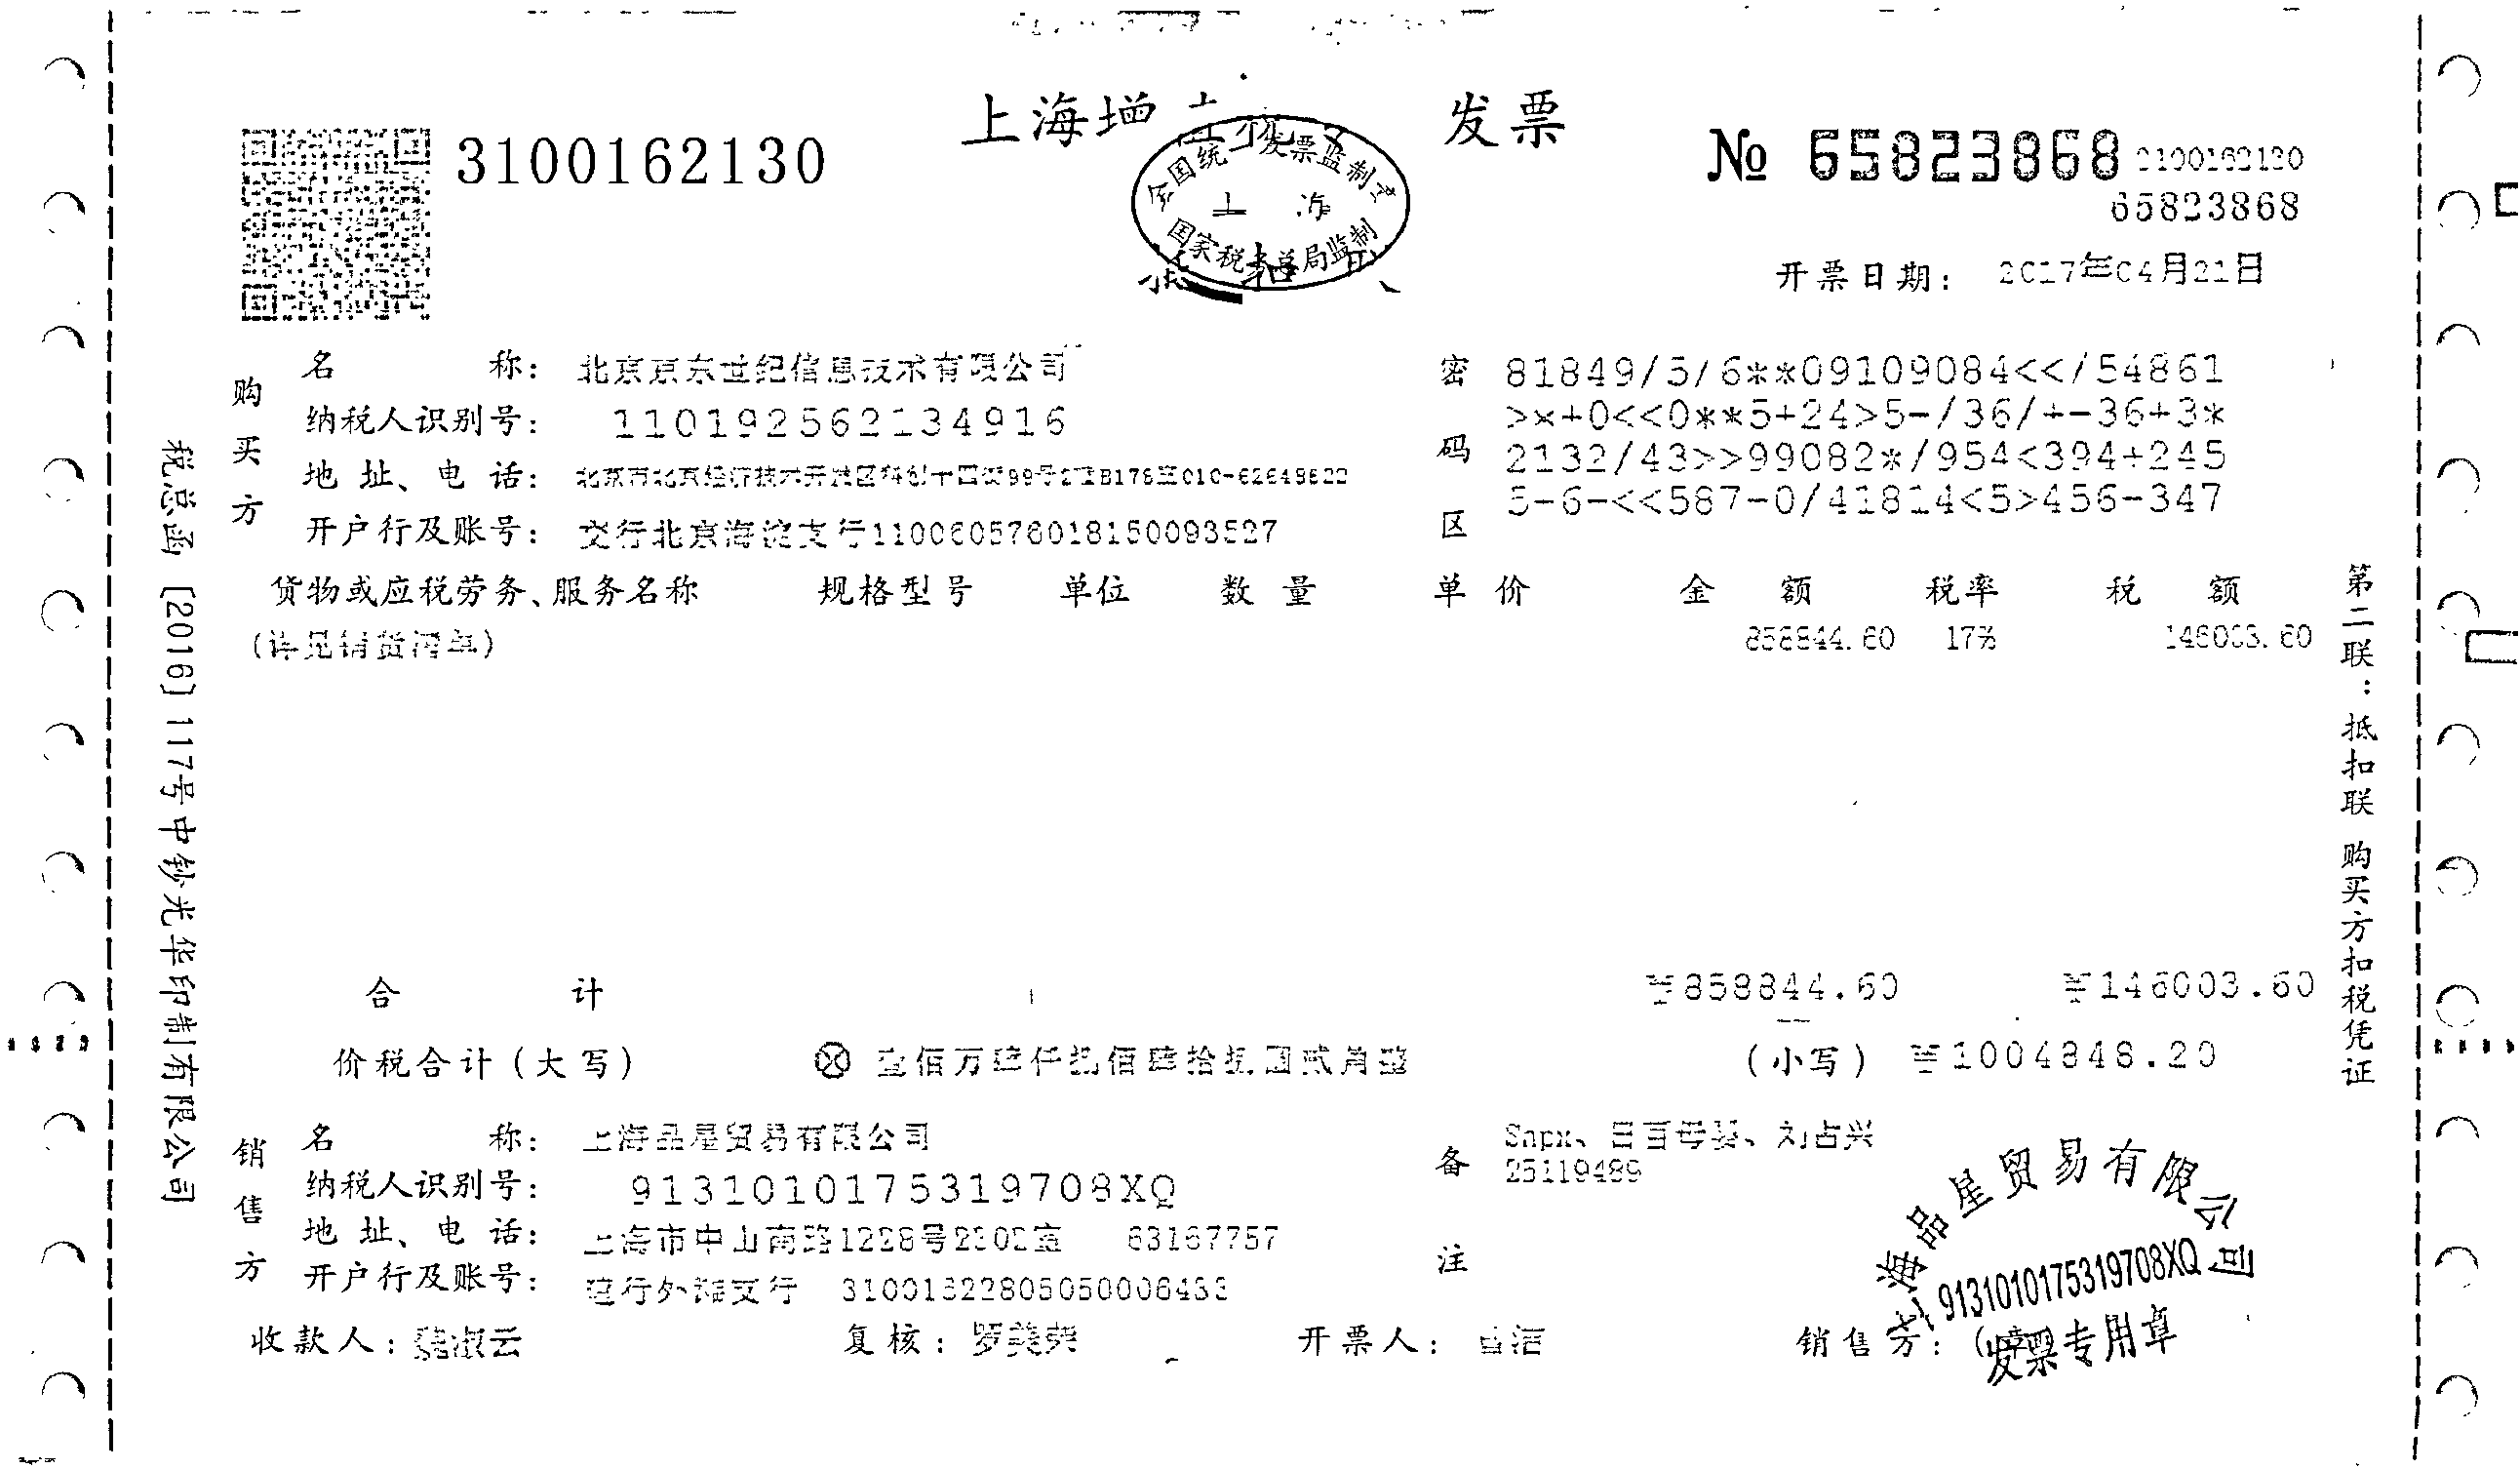 上海增 发票
3100162130
No 65823868
3100162130
65823868
全国统一发票监制章
上海
国家税务总局监制
开票日期: 2017年04月21日
购买方
名 称: 北京京东世纪信息技术有限公司
纳税人识别号: 110192562134916
地 址、电 话: 北京市北京经济技术开发区科创十四街99号2号B176室010-62648622
开户行及账号: 交行北京海淀支行110060576018150093527
密码区
81849/5/6**09109084<</54861
>*+0<<0**5+24>5-/36/+-36+3*
2132/43>>99082*/954<394+245
5-6-<<587-0/41814<5>456-347
货物或应税劳务、服务名称 规格型号 单位 数 量 单 价 金 额 税率 税 额
(详见销货清单) 858844.60 17% 146003.60
合 计 ¥858844.60 ¥146003.60
价税合计(大写) ⊗ 壹佰万肆仟捌佰肆拾捌圆贰角整 (小写) ¥1004848.20
销售方
名 称: 上海品星贸易有限公司
纳税人识别号: 9131010175319708XQ
地 址、电 话: 上海市中山南路1228号2302室 63167757
开户行及账号: 建行外滩支行 31001522805050006433
备注
Snpx、日百母婴、刘占兴
25119489
收款人: 淑云 复核: 罗美荣 开票人: 洁 销售方:
上海品星贸易有限公司
9131010175319708XQ
发票专用章
税总函 [2016] 117号中钞光华印制有限公司
第二联:抵扣联 购买方扣税凭证